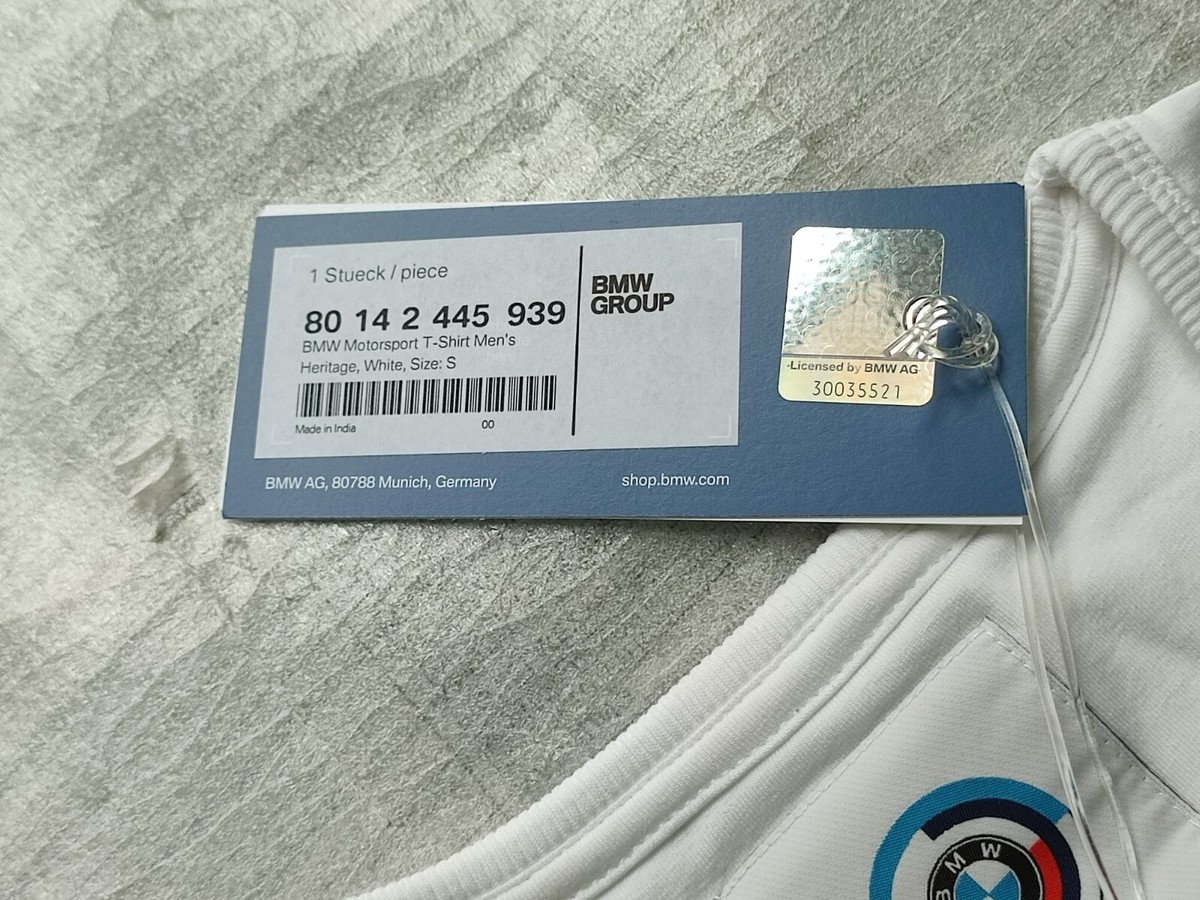 1 Stueck / piece
80 14 2 445 939
BMW Motorsport T-Shirt Men's
Heritage, White, Size: S
Made in India
00
BMW
GROUP
BMW AG, 80788 Munich, Germany
shop.bmw.com
Licensed by BMW AG
30035521
BMW